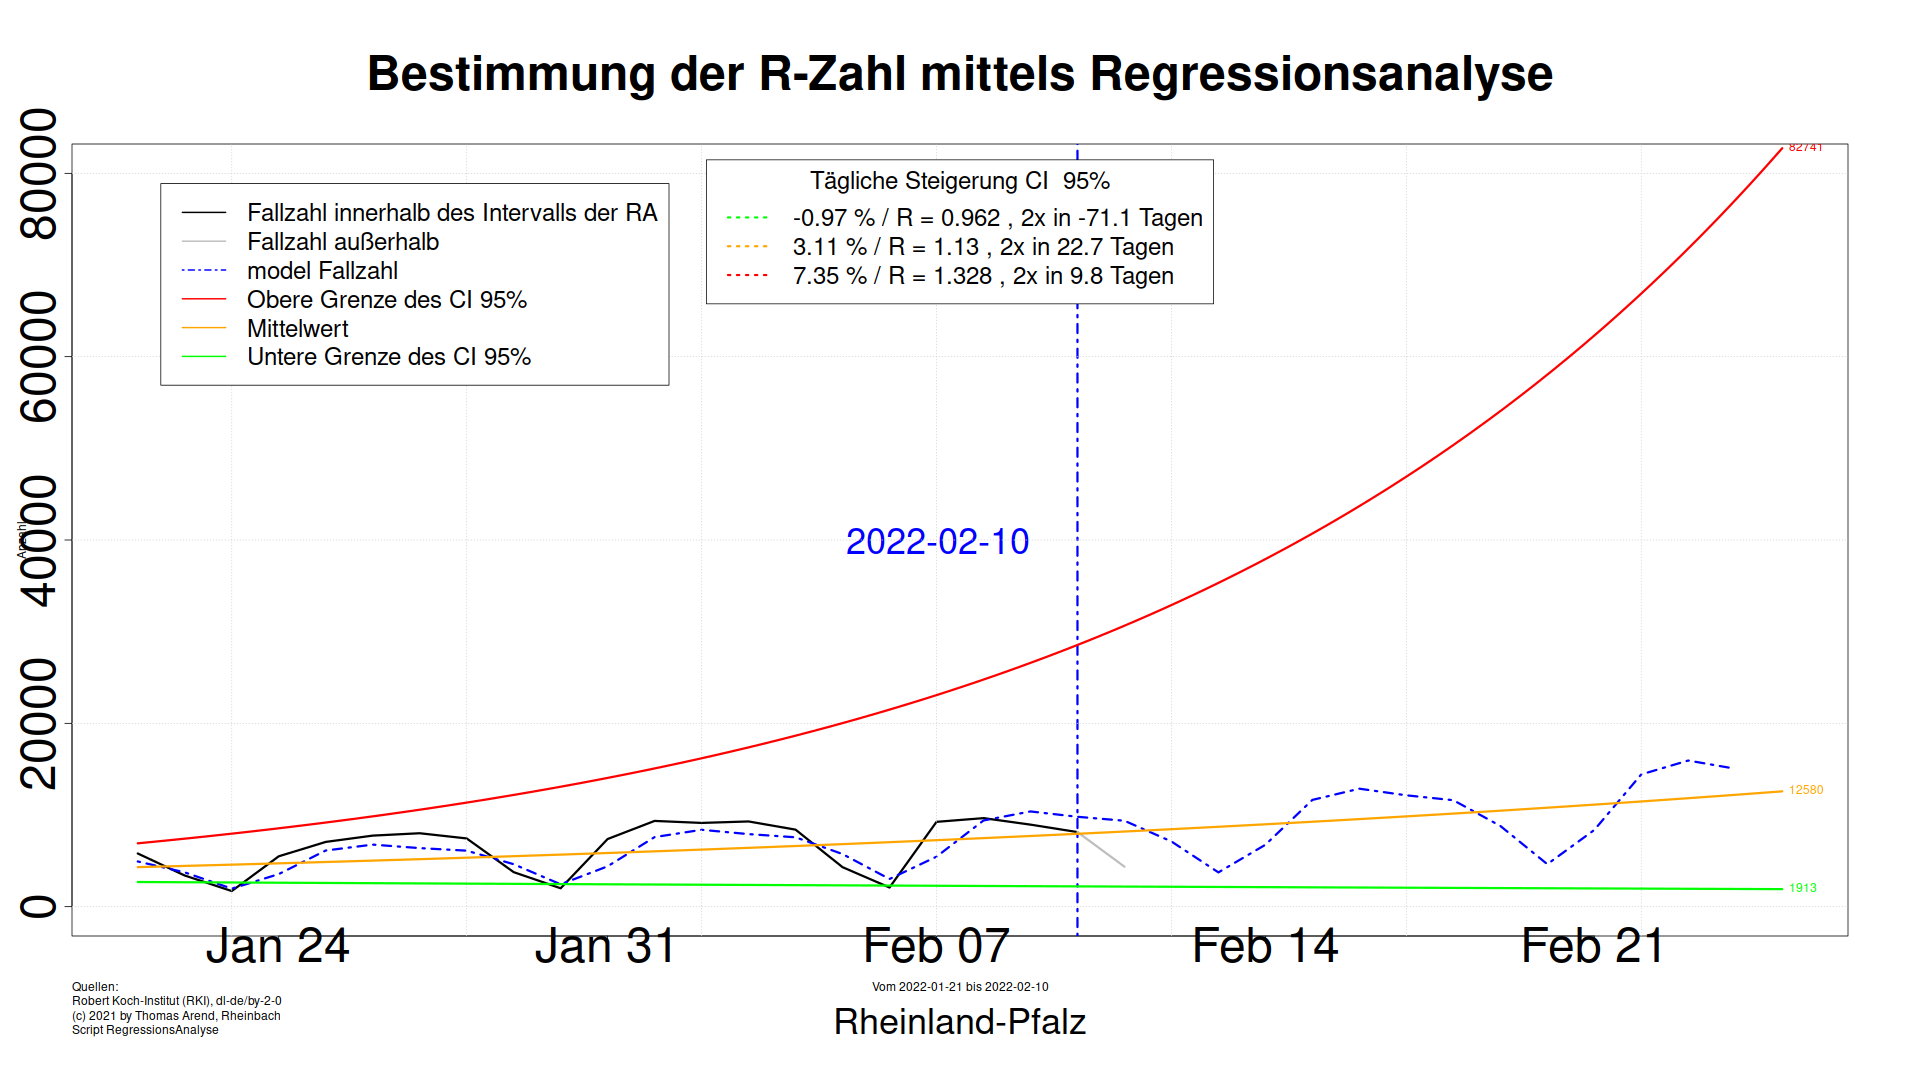 Bestimmung der R-Zahl mittels Regressionsanalyse
82741
Tägliche Steigerung CI  95%
-0.97 % / R = 0.962 , 2x in -71.1 Tagen
3.11 % / R = 1.13 , 2x in 22.7 Tagen
7.35 % / R = 1.328 , 2x in 9.8 Tagen
Fallzahl innerhalb des Intervalls der RA
Fallzahl außerhalb
model Fallzahl
Obere Grenze des CI 95%
Mittelwert
Untere Grenze des CI 95%
80000
60000
40000
20000
0
Anzahl
2022-02-10
12580
1913
Jan 24
Jan 31
Feb 07
Feb 14
Feb 21
Quellen:
Robert Koch-Institut (RKI), dl-de/by-2-0
(c) 2021 by Thomas Arend, Rheinbach
Script RegressionsAnalyse
Vom 2022-01-21 bis 2022-02-10
Rheinland-Pfalz